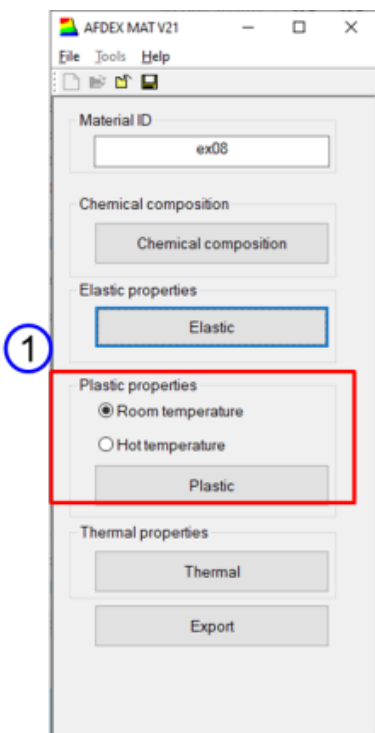 AFDEX MAT V21
File Tools Help
Material ID
ex08
Chemical composition
Chemical composition
Elastic properties
Elastic
1
Plastic properties
Room temperature
Hot temperature
Plastic
Thermal properties
Thermal
Export